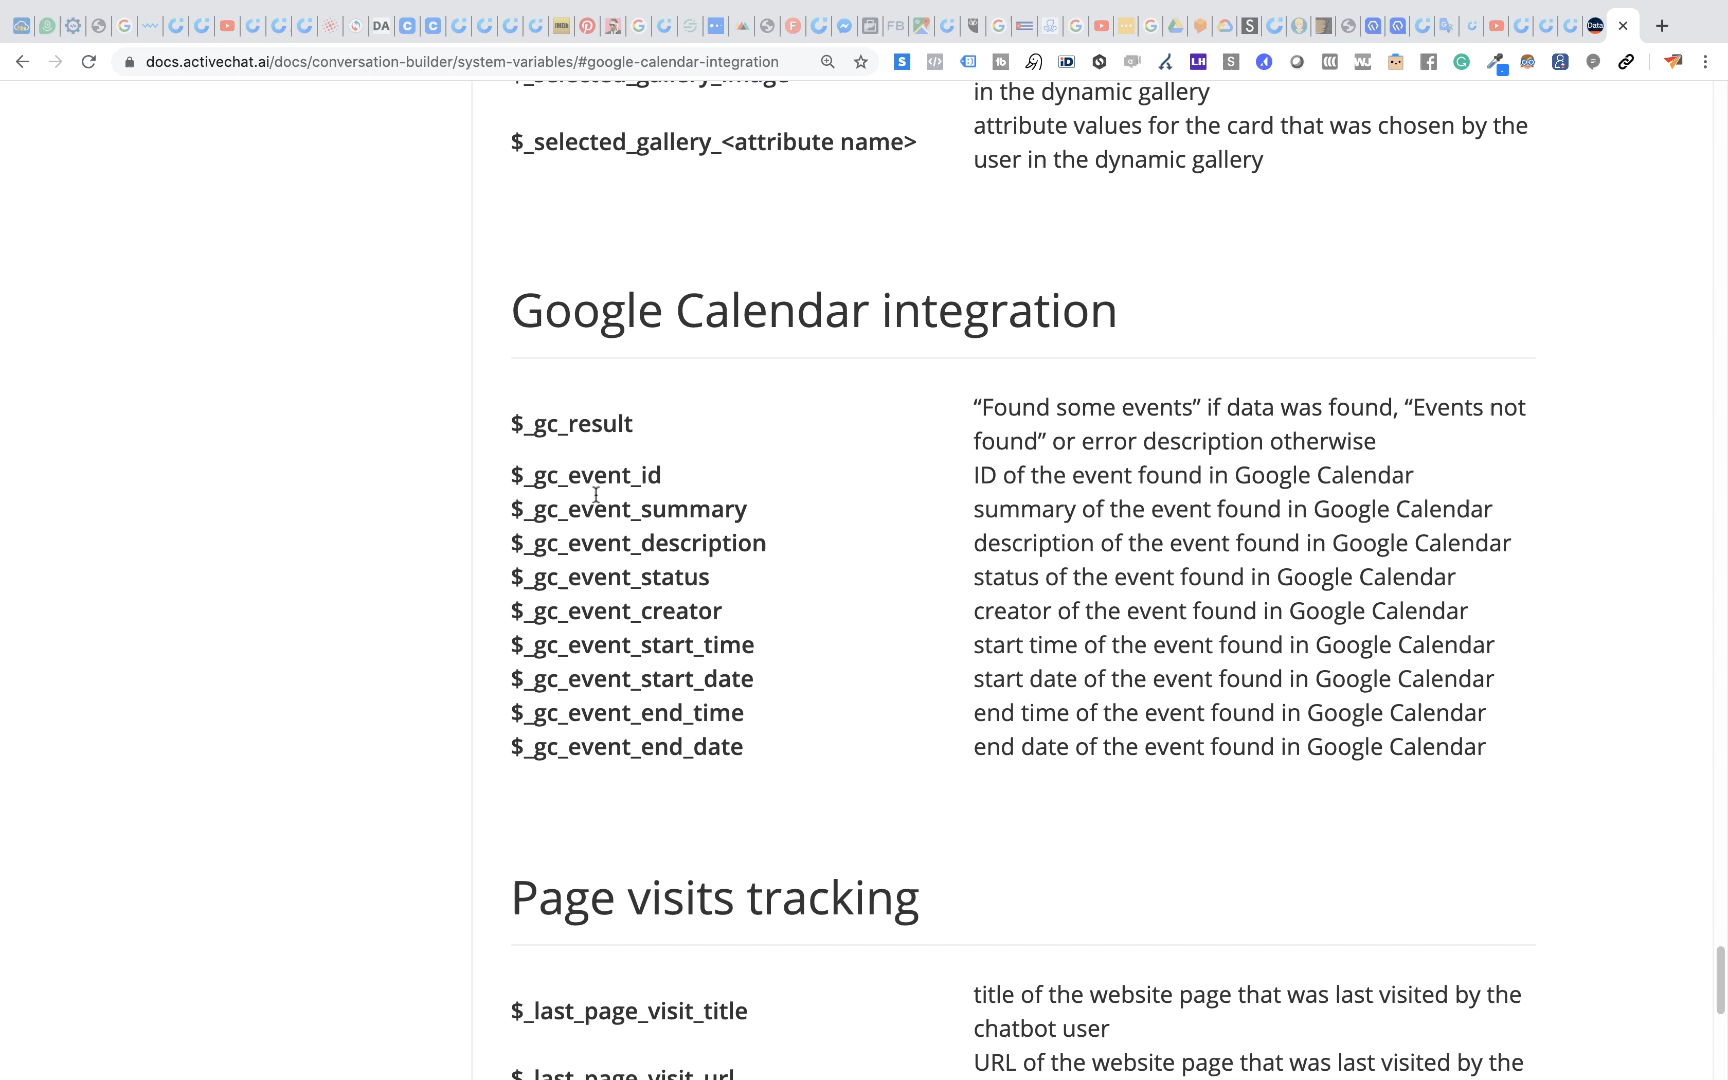 DA
FB
S
Data
docs.activechat.ai/docs/conversation-builder/system-variables/#google-calendar-integration
in the dynamic gallery
$_selected_gallery_<attribute name>
attribute values for the card that was chosen by the
user in the dynamic gallery
Google Calendar integration
$_gc_result
“Found some events” if data was found, “Events not
found” or error description otherwise
$_gc_event_id
ID of the event found in Google Calendar
$_gc_event_summary
summary of the event found in Google Calendar
$_gc_event_description
description of the event found in Google Calendar
$_gc_event_status
status of the event found in Google Calendar
$_gc_event_creator
creator of the event found in Google Calendar
$_gc_event_start_time
start time of the event found in Google Calendar
$_gc_event_start_date
start date of the event found in Google Calendar
$_gc_event_end_time
end time of the event found in Google Calendar
$_gc_event_end_date
end date of the event found in Google Calendar
Page visits tracking
$_last_page_visit_title
title of the website page that was last visited by the
chatbot user
$_last_page_visit_url
URL of the website page that was last visited by the